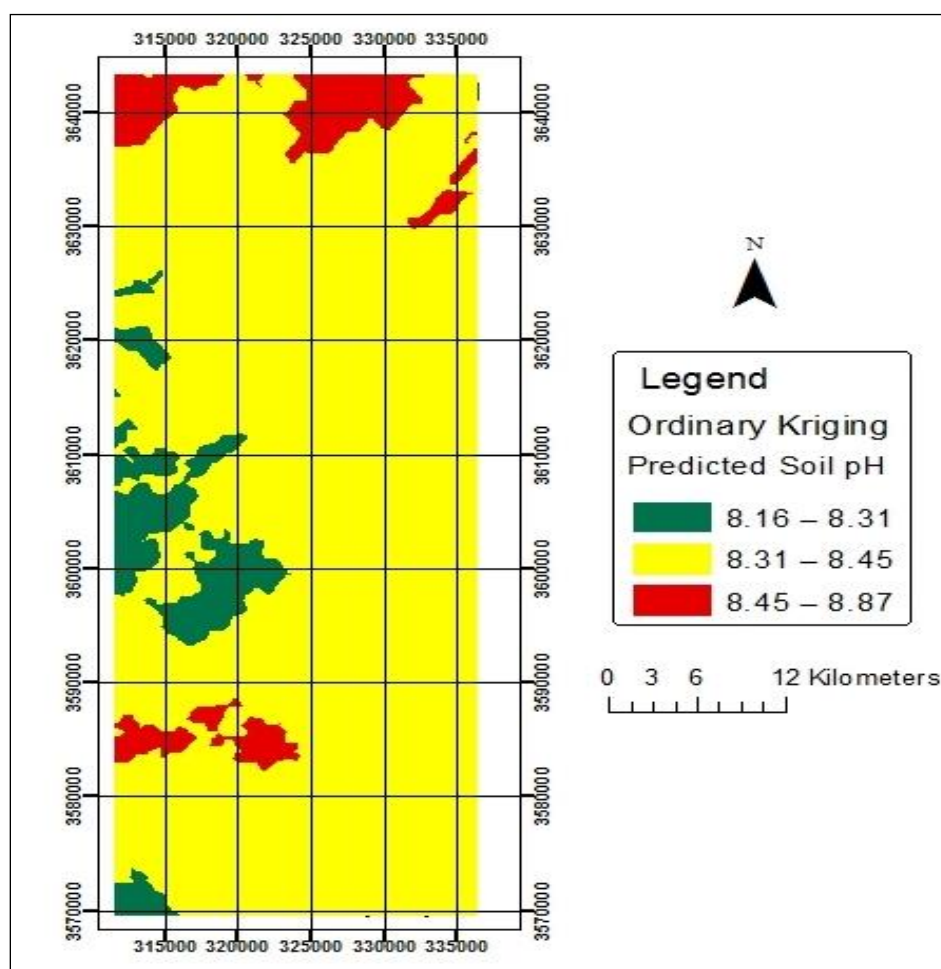 315000 320000 325000 330000 335000
3640000 3640000
3630000 3630000
3620000 3620000
3610000 3610000
3600000 3600000
3590000 3590000
3580000 3580000
3570000 3570000
315000 320000 325000 330000 335000
N
Legend
Ordinary Kriging
Predicted Soil pH
8.16 – 8.31
8.31 – 8.45
8.45 – 8.87
0 3 6 12 Kilometers